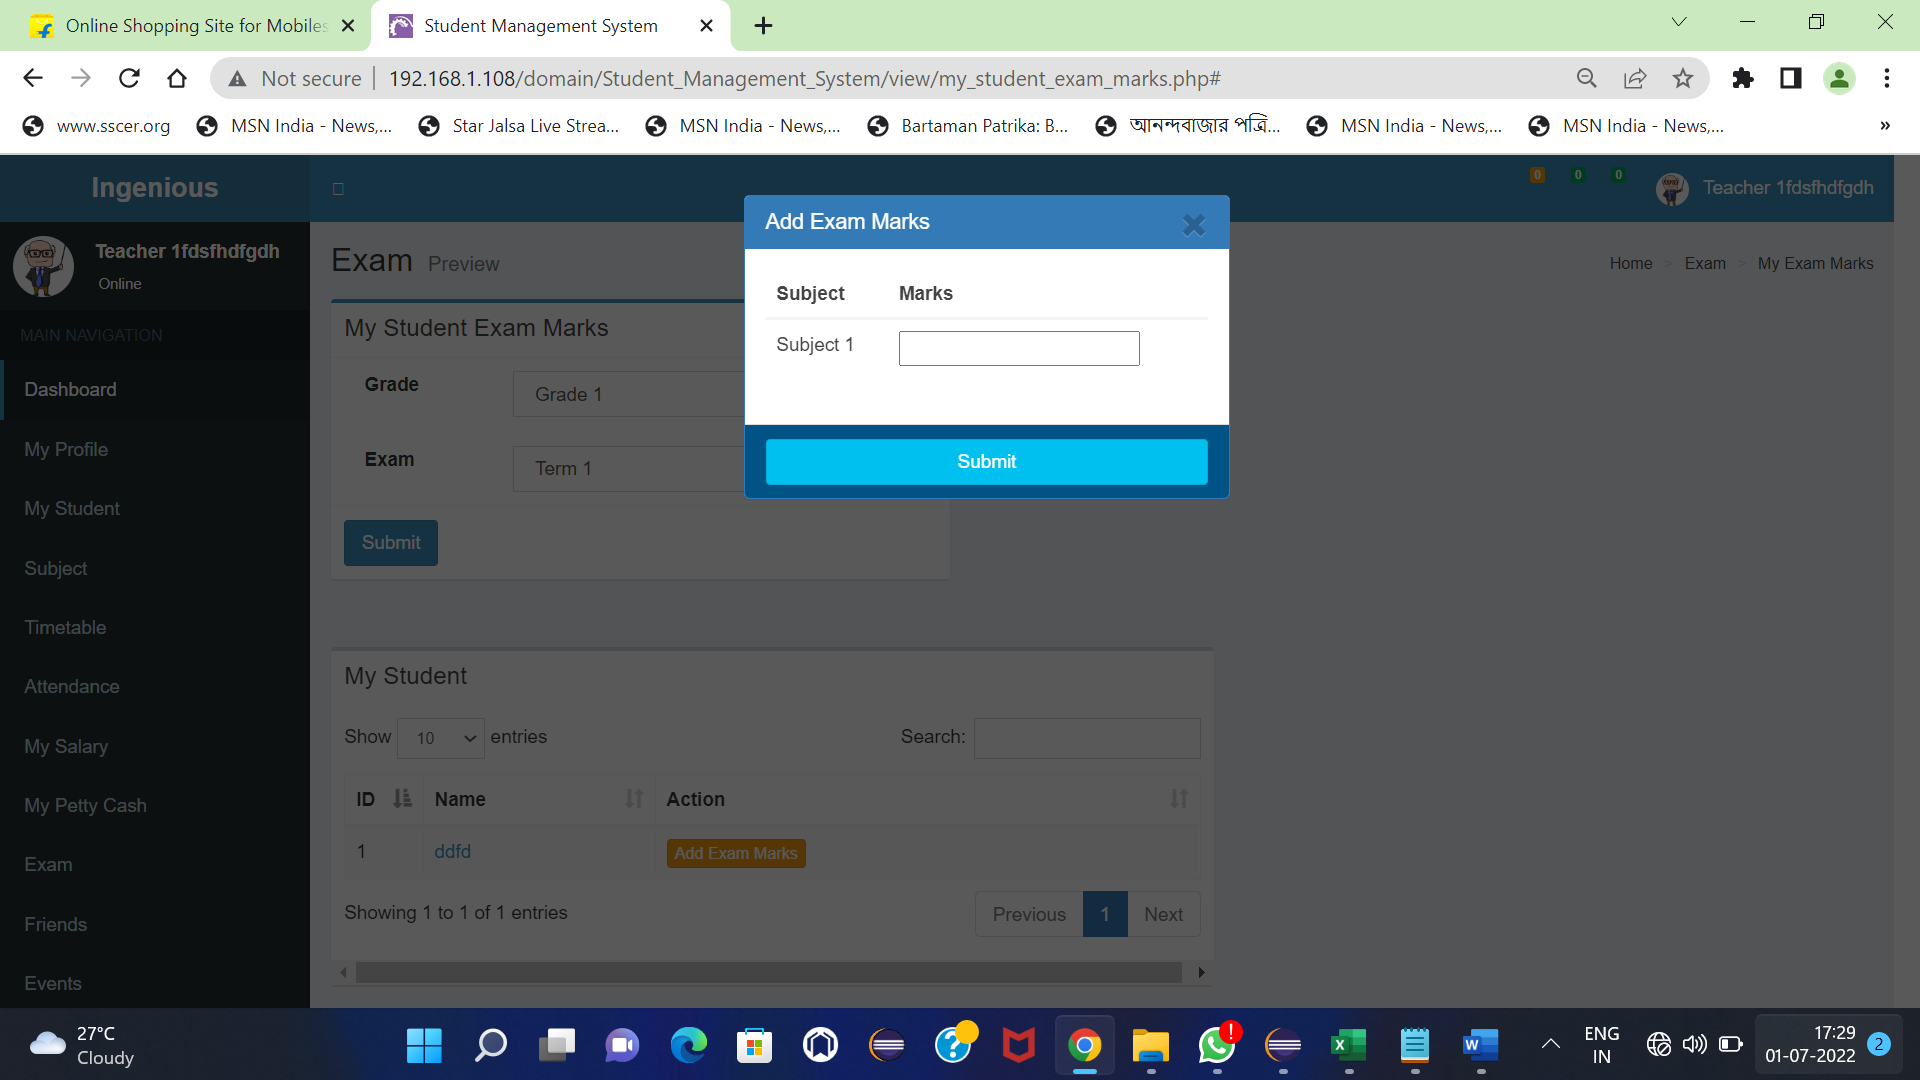 Online Shopping Site for Mobiles
Student Management System
Not secure
192.168.1.108/domain/Student_Management_System/view/my_student_exam_marks.php#
www.sscer.org
MSN India - News,...
Star Jalsa Live Strea...
MSN India - News,...
Bartaman Patrika: B...
আনন্দবাজার পত্রি...
MSN India - News,...
MSN India - News,...
»
Ingenious
0
0
0
Teacher 1fdsfhdfgdh
Teacher 1fdsfhdfgdh
Online
MAIN NAVIGATION
Dashboard
My Profile
My Student
Subject
Timetable
Attendance
My Salary
My Petty Cash
Exam
Friends
Events
Exam Preview
Home > Exam > My Exam Marks
My Student Exam Marks
Grade
Grade 1
Exam
Term 1
Submit
Add Exam Marks
Subject Marks
Subject 1
Submit
My Student
Show 10 entries
Search:
ID Name Action
1 ddfd Add Exam Marks
Showing 1 to 1 of 1 entries
Previous 1 Next
27°C
Cloudy
ENG
IN
17:29
01-07-2022
2